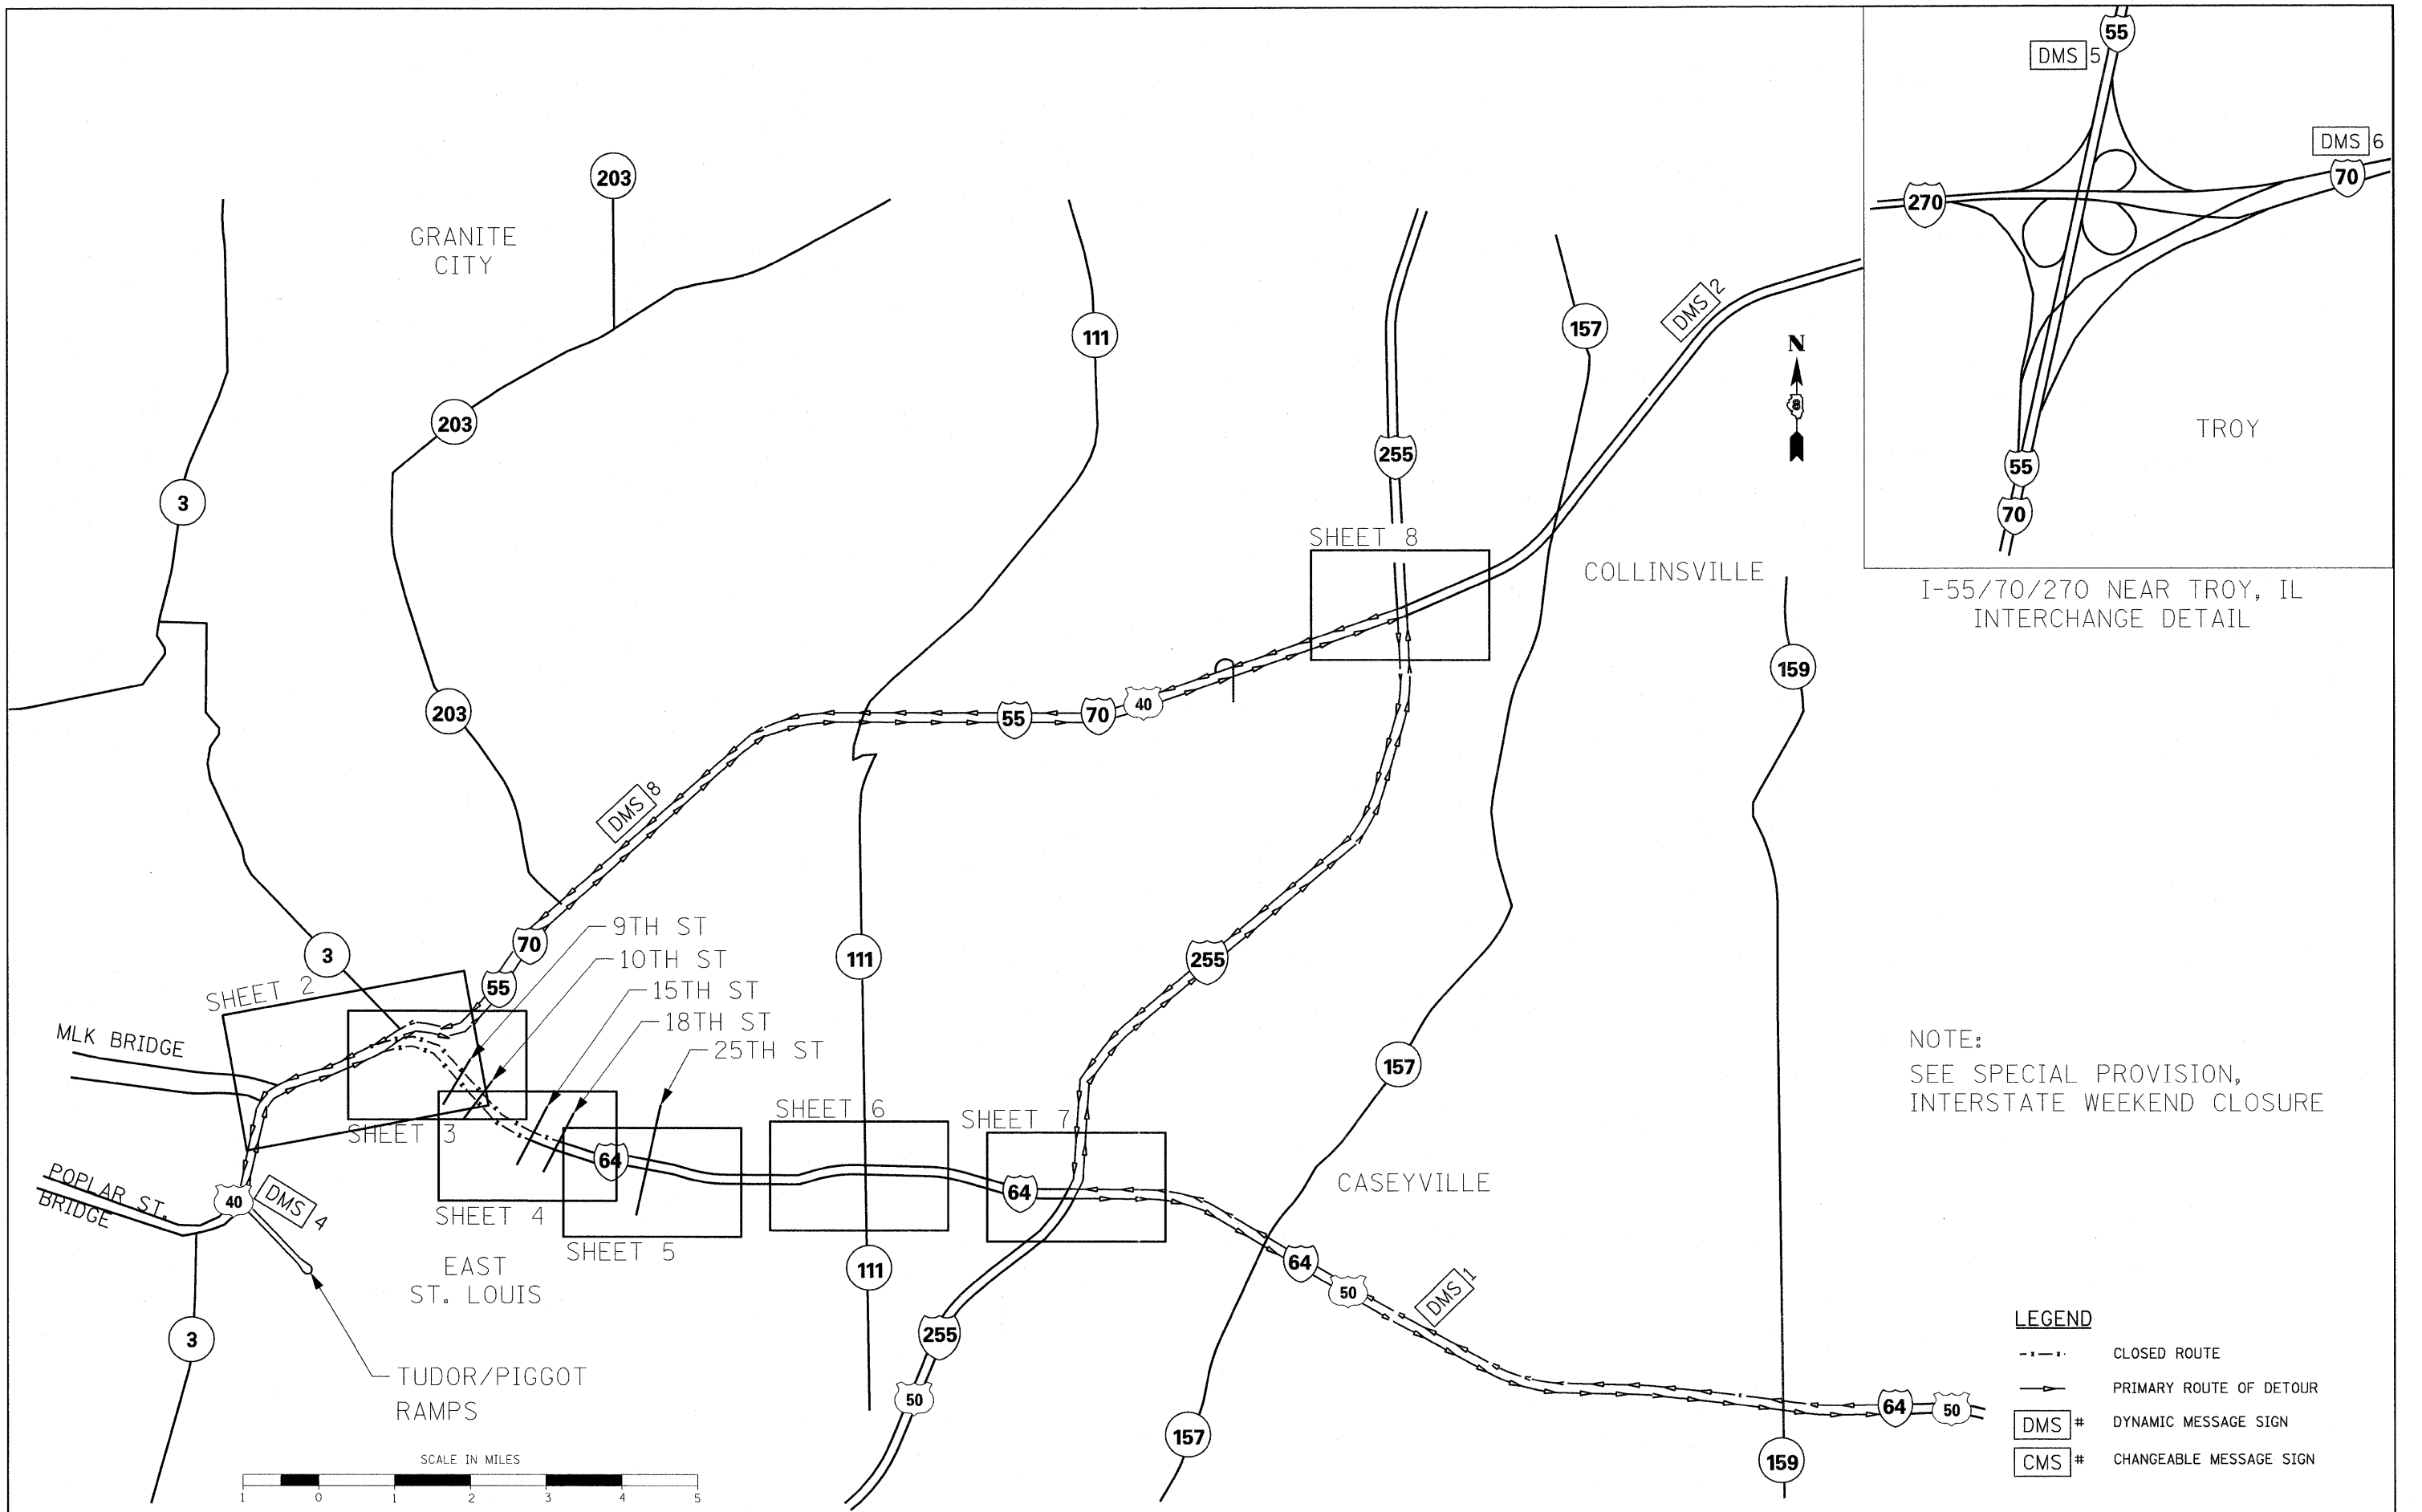 55
DMS 5
DMS 6
70
270
TROY
55
70
I-55/70/270 NEAR TROY, IL
INTERCHANGE DETAIL
203
GRANITE
CITY
111
157
DMS 2
N
8
203
255
3
SHEET 8
COLLINSVILLE
159
203
55
70
40
DMS 8
3
70
9TH ST
10TH ST
15TH ST
18TH ST
25TH ST
111
255
55
SHEET 2
MLK BRIDGE
SHEET 3
SHEET 6
SHEET 7
157
NOTE:
SEE SPECIAL PROVISION,
INTERSTATE WEEKEND CLOSURE
POPLAR ST.
BRIDGE
40
DMS 4
64
64
CASEYVILLE
SHEET 4
SHEET 5
EAST
ST. LOUIS
111
64
50
DMS 1
3
255
50
TUDOR/PIGGOT
RAMPS
157
64
50
159
LEGEND
CLOSED ROUTE
PRIMARY ROUTE OF DETOUR
DMS # DYNAMIC MESSAGE SIGN
CMS # CHANGEABLE MESSAGE SIGN
SCALE IN MILES
1 0 1 2 3 4 5